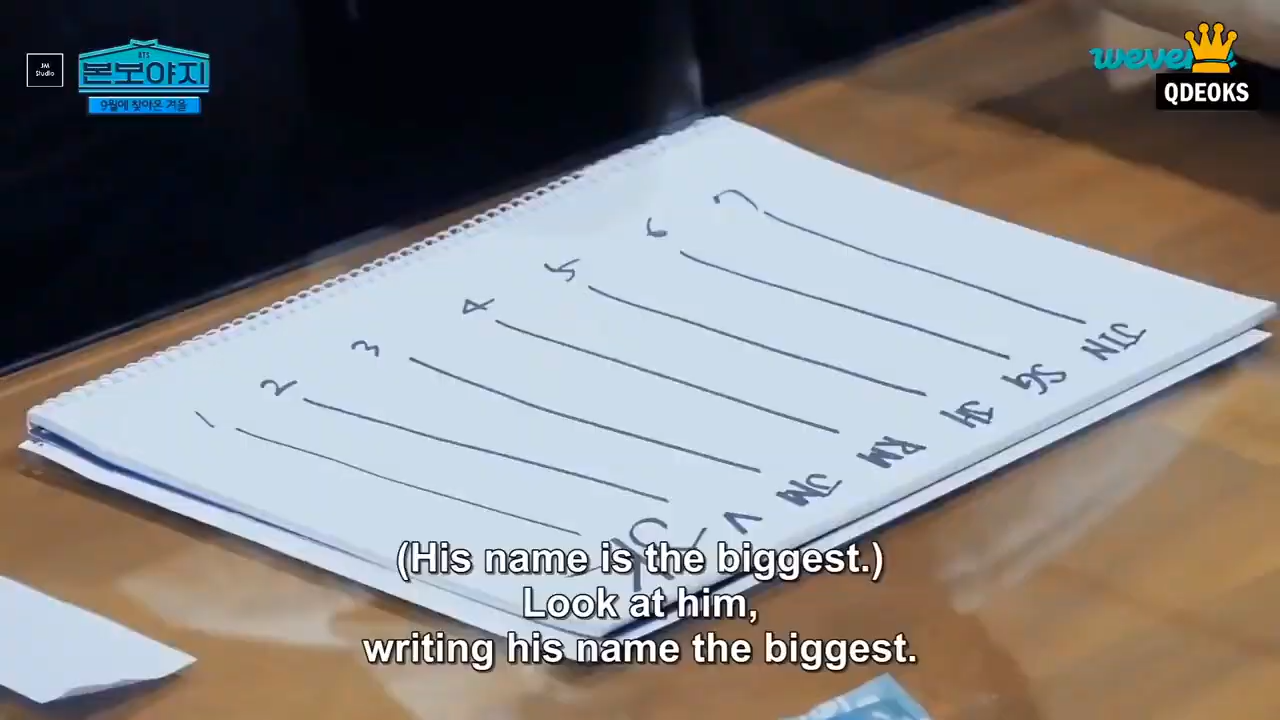 JM
Studio
BTS
본보야지
9월에 찾아온 겨울
weverse
QDEOKS
1
2
3
4
5
6
7
JK
V
JM
RM
JH
SG
JIN
(His name is the biggest.)
Look at him,
writing his name the biggest.